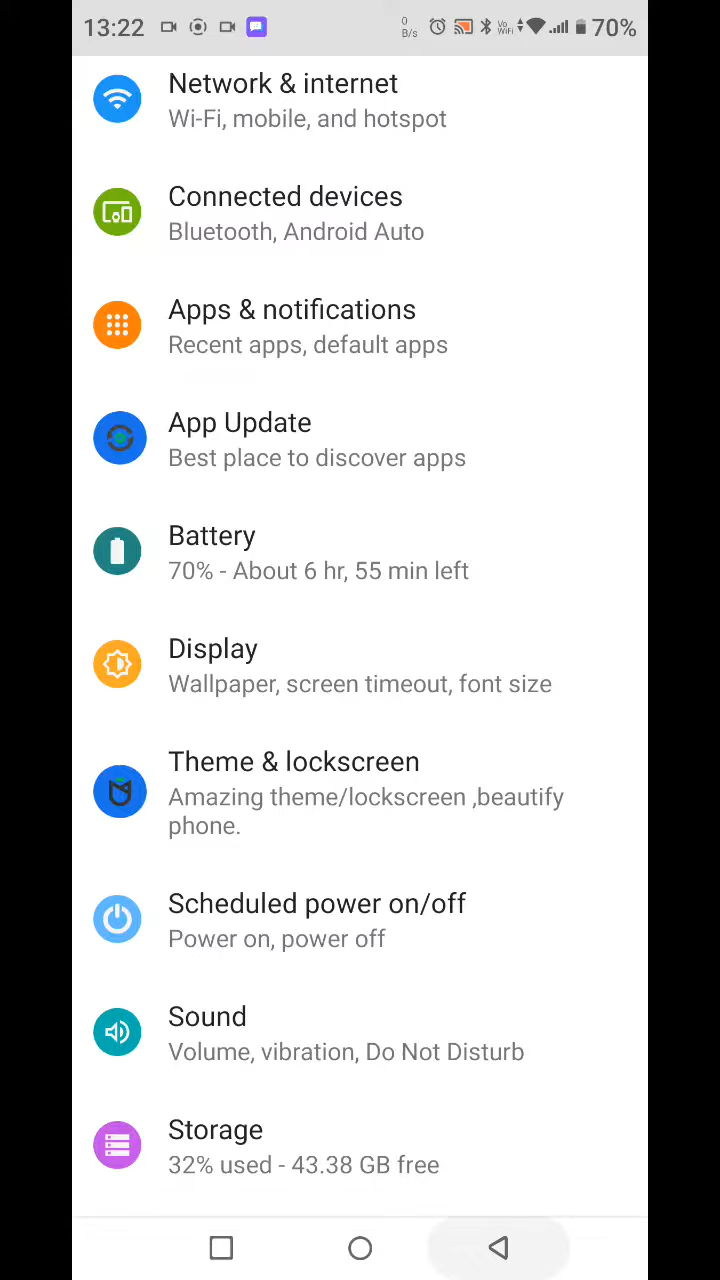 13:22
0
B/s
Vo
WiFi
70%
Network & internet
Wi-Fi, mobile, and hotspot
Connected devices
Bluetooth, Android Auto
Apps & notifications
Recent apps, default apps
App Update
Best place to discover apps
Battery
70% - About 6 hr, 55 min left
Display
Wallpaper, screen timeout, font size
Theme & lockscreen
Amazing theme/lockscreen ,beautify
phone.
Scheduled power on/off
Power on, power off
Sound
Volume, vibration, Do Not Disturb
Storage
32% used - 43.38 GB free